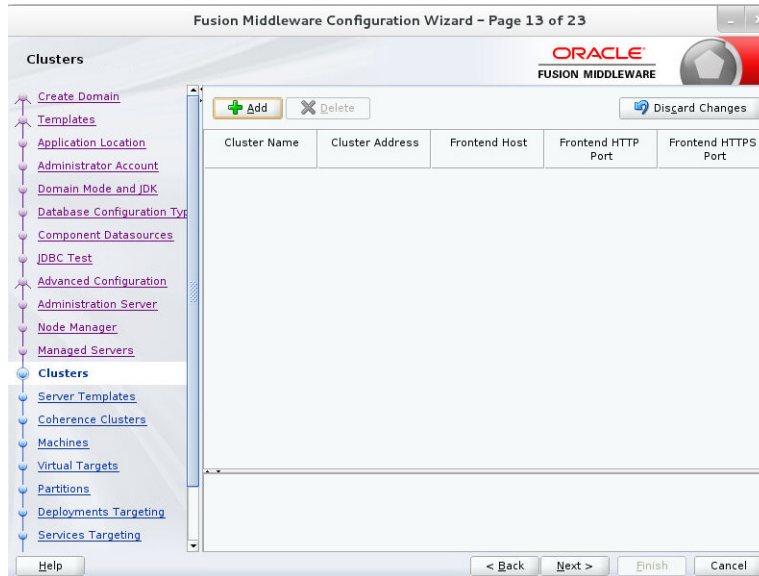 Fusion Middleware Configuration Wizard – Page 13 of 23
Clusters
ORACLE
FUSION MIDDLEWARE
Create Domain
Templates
Application Location
Administrator Account
Domain Mode and JDK
Database Configuration Typ
Component Datasources
JDBC Test
Advanced Configuration
Administration Server
Node Manager
Managed Servers
Clusters
Server Templates
Coherence Clusters
Machines
Virtual Targets
Partitions
Deployments Targeting
Services Targeting
Add Delete Discard Changes
Cluster Name Cluster Address Frontend Host Frontend HTTP Port Frontend HTTPS Port
Help < Back Next > Finish Cancel